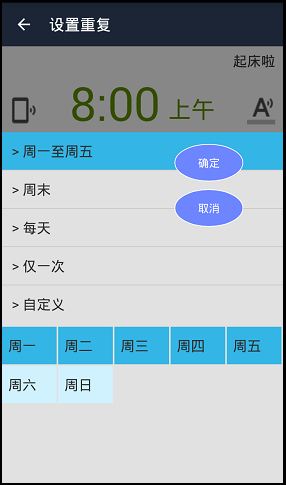 设置重复
起床啦
8:00 上午
A
> 周一至周五
确定
> 周末
取消
> 每天
> 仅一次
> 自定义
周一 周二 周三 周四 周五
周六 周日